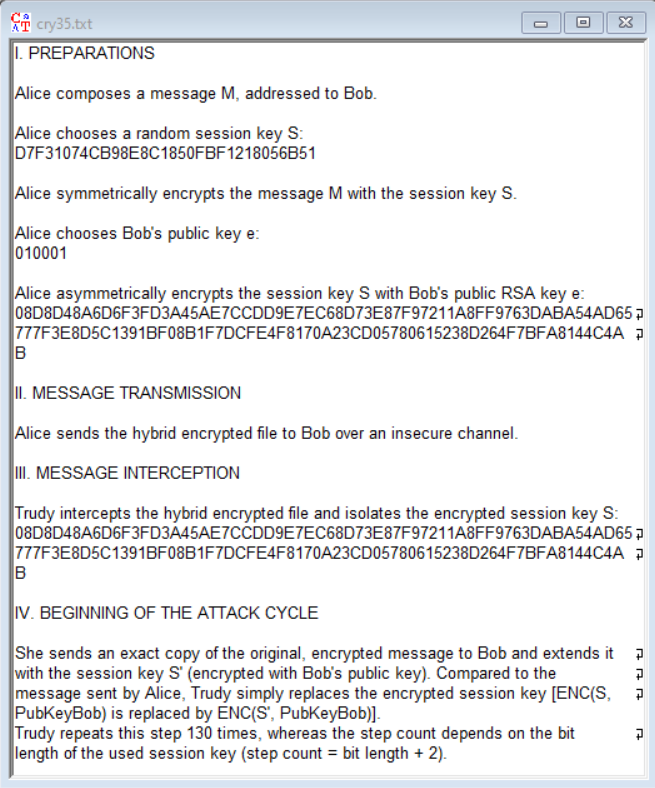 cry35.txt
I. PREPARATIONS
Alice composes a message M, addressed to Bob.
Alice chooses a random session key S:
D7F31074CB98E8C1850FBF1218056B51
Alice symmetrically encrypts the message M with the session key S.
Alice chooses Bob's public key e:
010001
Alice asymmetrically encrypts the session key S with Bob's public RSA key e:
08D8D48A6D6F3FD3A45AE7CCDD9E7EC68D73E87F97211A8FF9763DABA54AD65
777F3E8D5C1391BF08B1F7DCFE4F8170A23CD05780615238D264F7BFA8144C4A
B
II. MESSAGE TRANSMISSION
Alice sends the hybrid encrypted file to Bob over an insecure channel.
III. MESSAGE INTERCEPTION
Trudy intercepts the hybrid encrypted file and isolates the encrypted session key S:
08D8D48A6D6F3FD3A45AE7CCDD9E7EC68D73E87F97211A8FF9763DABA54AD65
777F3E8D5C1391BF08B1F7DCFE4F8170A23CD05780615238D264F7BFA8144C4A
B
IV. BEGINNING OF THE ATTACK CYCLE
She sends an exact copy of the original, encrypted message to Bob and extends it
with the session key S' (encrypted with Bob's public key). Compared to the
message sent by Alice, Trudy simply replaces the encrypted session key [ENC(S,
PubKeyBob) is replaced by ENC(S', PubKeyBob)].
Trudy repeats this step 130 times, whereas the step count depends on the bit
length of the used session key (step count = bit length + 2).